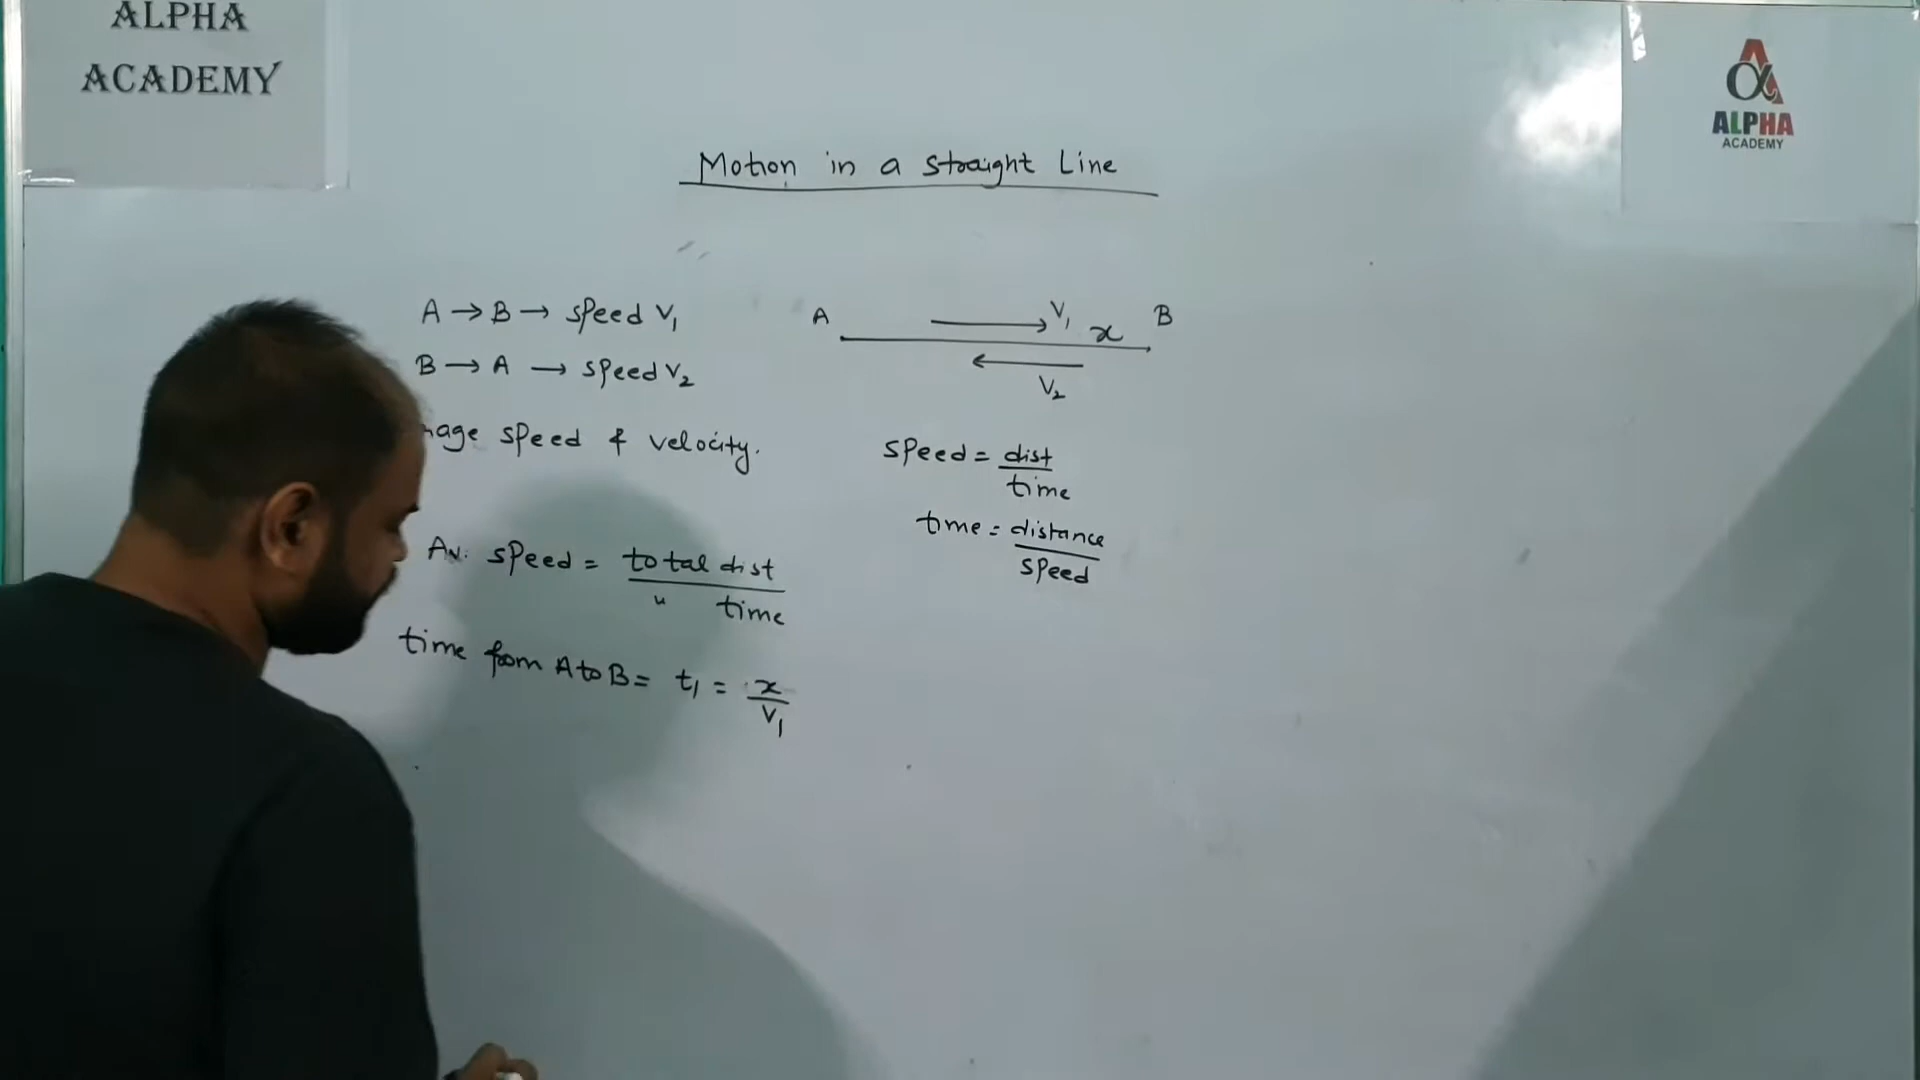 ALPHA
ACADEMY
ALPHA
ACADEMY
Motion in a straight Line
A → B → speed V₁
B → A → speed V₂
speed & velocity.
A V₁ x B
V₂
speed = dist
time
time = distance
speed
Av. speed = total dist
" time
time from A to B = t₁ = x
V₁